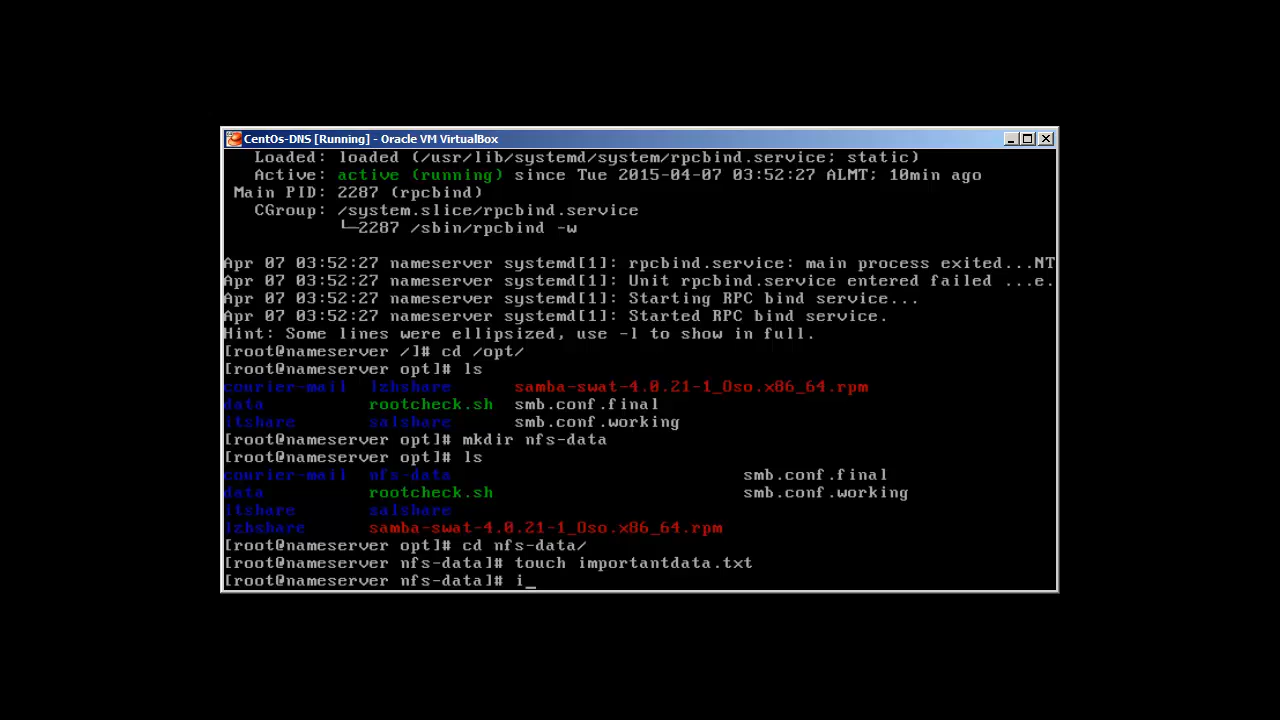 CentOs-DNS [Running] - Oracle VM VirtualBox
Loaded: loaded (/usr/lib/systemd/system/rpcbind.service; static)
Active: active (running) since Tue 2015-04-07 03:52:27 ALMT; 10min ago
Main PID: 2287 (rpcbind)
CGroup: /system.slice/rpcbind.service
└─2287 /sbin/rpcbind -w
Apr 07 03:52:27 nameserver systemd[1]: rpcbind.service: main process exited...NT
Apr 07 03:52:27 nameserver systemd[1]: Unit rpcbind.service entered failed ...e.
Apr 07 03:52:27 nameserver systemd[1]: Starting RPC bind service...
Apr 07 03:52:27 nameserver systemd[1]: Started RPC bind service.
Hint: Some lines were ellipsized, use -l to show in full.
[root@nameserver /]# cd /opt/
[root@nameserver opt]# ls
courier-mail lzhshare samba-swat-4.0.21-1_Oso.x86_64.rpm
data rootcheck.sh smb.conf.final
itshare salshare smb.conf.working
[root@nameserver opt]# mkdir nfs-data
[root@nameserver opt]# ls
courier-mail nfs-data smb.conf.final
data rootcheck.sh smb.conf.working
itshare salshare
lzhshare samba-swat-4.0.21-1_Oso.x86_64.rpm
[root@nameserver opt]# cd nfs-data/
[root@nameserver nfs-data]# touch importantdata.txt
[root@nameserver nfs-data]# i_